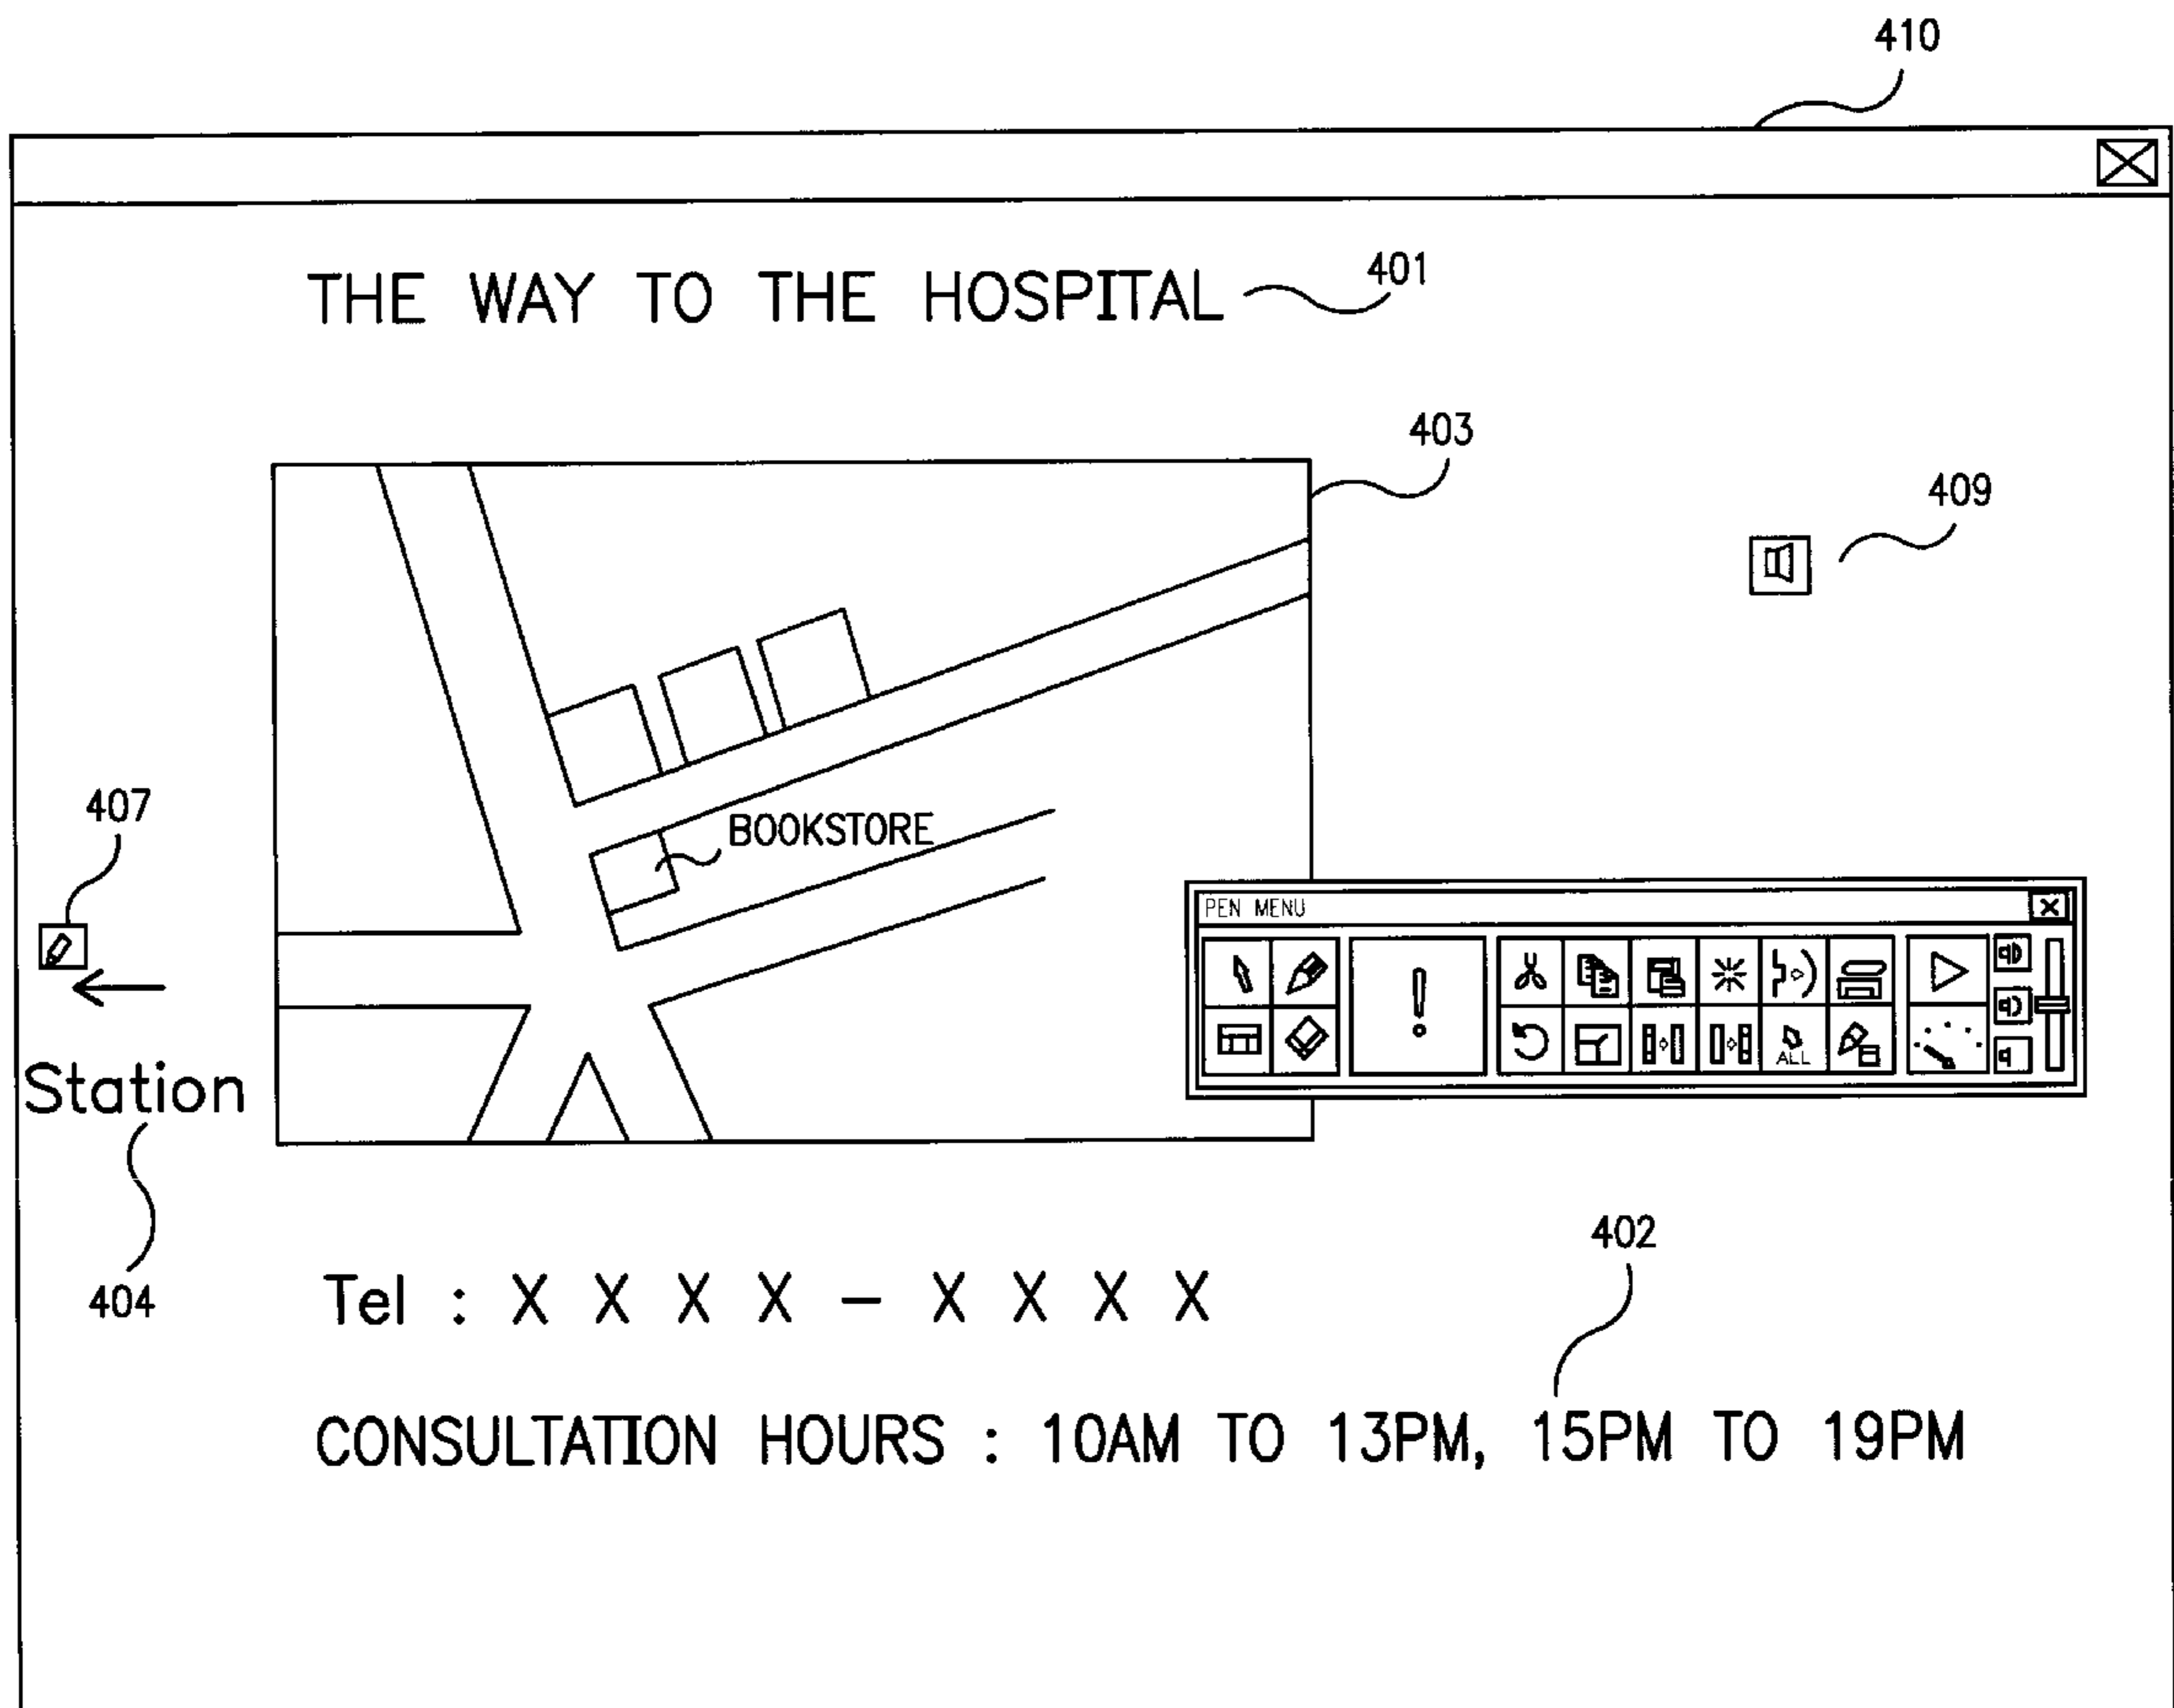 410
THE WAY TO THE HOSPITAL
401
403
409
407
BOOKSTORE
PEN MENU
ALL
Station
404
402
Tel : X X X X – X X X X
CONSULTATION HOURS : 10AM TO 13PM, 15PM TO 19PM